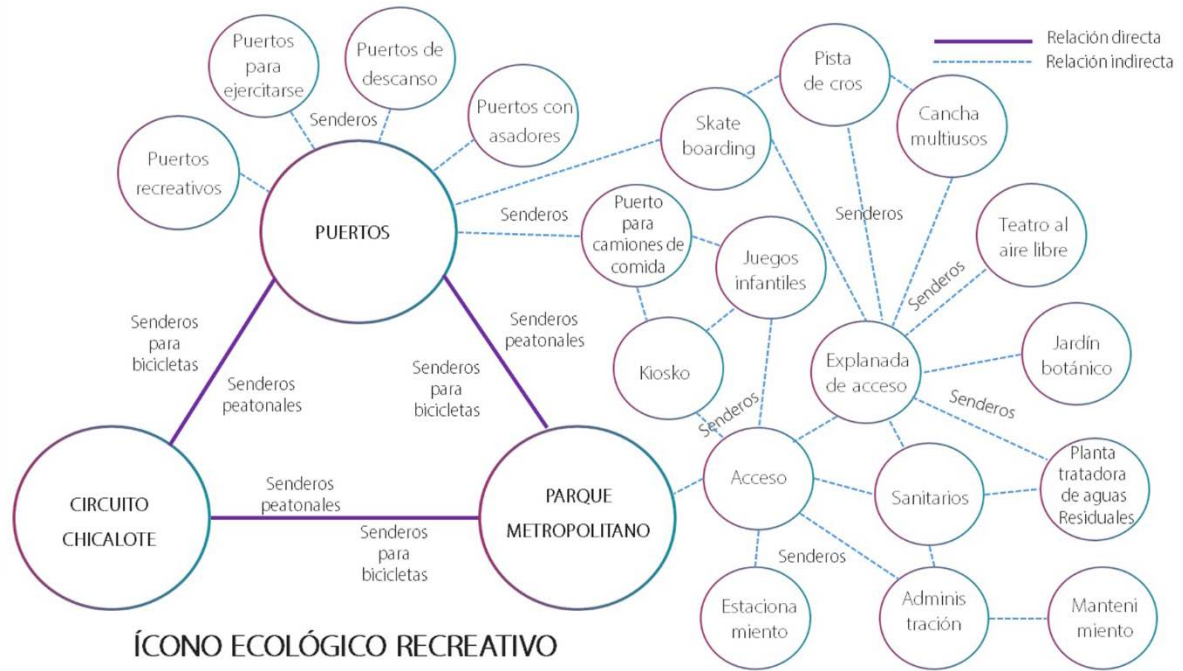 Relación directa
Relación indirecta
Puertos
para
ejercitarse
Puertos de
descanso
Senderos
Puertos con
asadores
Puertos
recreativos
PUERTOS
Skate
boarding
Pista
de cros
Cancha
multiusos
Senderos
Teatro al
aire libre
Senderos
Senderos
Puerto
para
camiones de
comida
Juegos
infantiles
Kiosko
Senderos
Explanada
de acceso
Jardín
botánico
Senderos
Senderos
para
bicicletas
Senderos
peatonales
Senderos
peatonales
Senderos
para
bicicletas
CIRCUITO
CHICALOTE
Senderos
peatonales
Senderos
para
bicicletas
PARQUE
METROPOLITANO
Acceso
Sanitarios
Planta
tratadora
de aguas
Residuales
Senderos
Estaciona
miento
Adminis
tración
Manteni
miento
ÍCONO ECOLÓGICO RECREATIVO